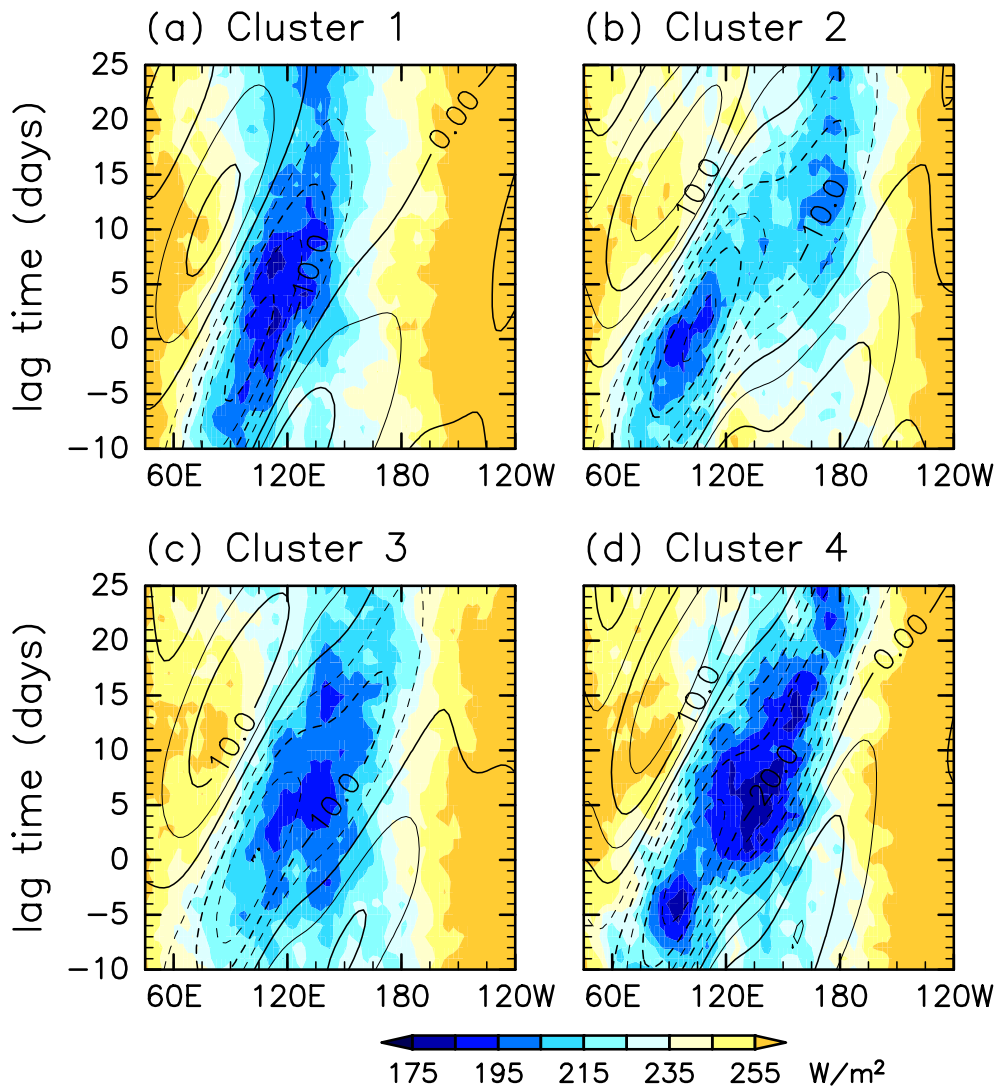 (a) Cluster 1
(b) Cluster 2
lag time (days)
25
20
15
10
5
0
−5
−10
0.00
10.0
10.0
10.0
60E 120E 180 120W
60E 120E 180 120W
(c) Cluster 3
(d) Cluster 4
lag time (days)
25
20
15
10
5
0
−5
−10
10.0
10.0
10.0
20.0
0.00
60E 120E 180 120W
60E 120E 180 120W
175 195 215 235 255 W/m²